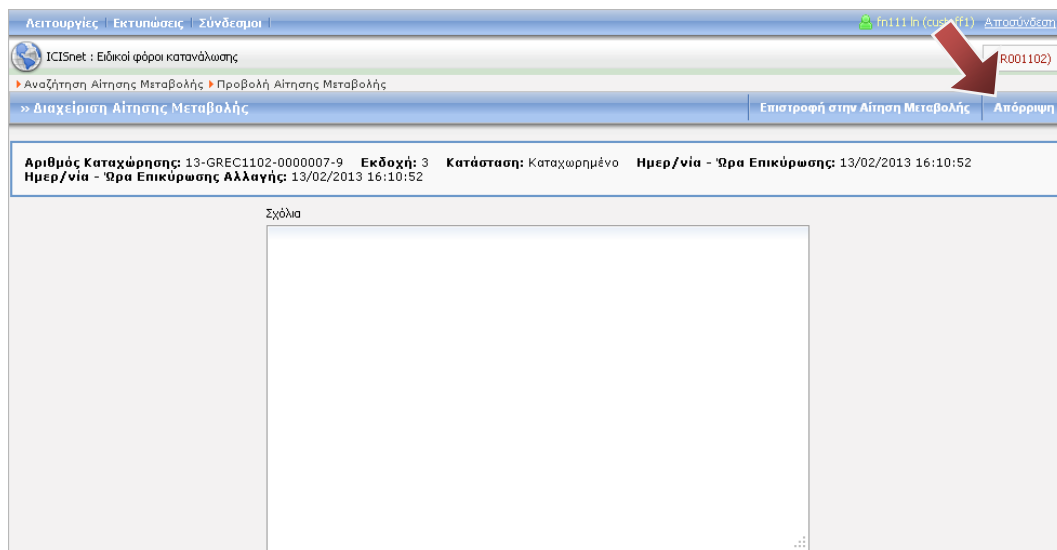 Λειτουργίες | Εκτυπώσεις | Σύνδεσμοι | fn111 ln Αποσύνδεση
ICISnet : Ειδικοί φόροι κατανάλωσης R001102)
Αναζήτηση Αίτησης Μεταβολής Προβολή Αίτησης Μεταβολής
» Διαχείριση Αίτησης Μεταβολής Επιστροφή στην Αίτηση Μεταβολής Απόρριψη
Αριθμός Καταχώρησης: 13-GREC1102-0000007-9 Εκδοχή: 3 Κατάσταση: Καταχωρημένο Ημερ/νία - Ώρα Επικύρωσης: 13/02/2013 16:10:52
Ημερ/νία - Ώρα Επικύρωσης Αλλαγής: 13/02/2013 16:10:52
Σχόλια